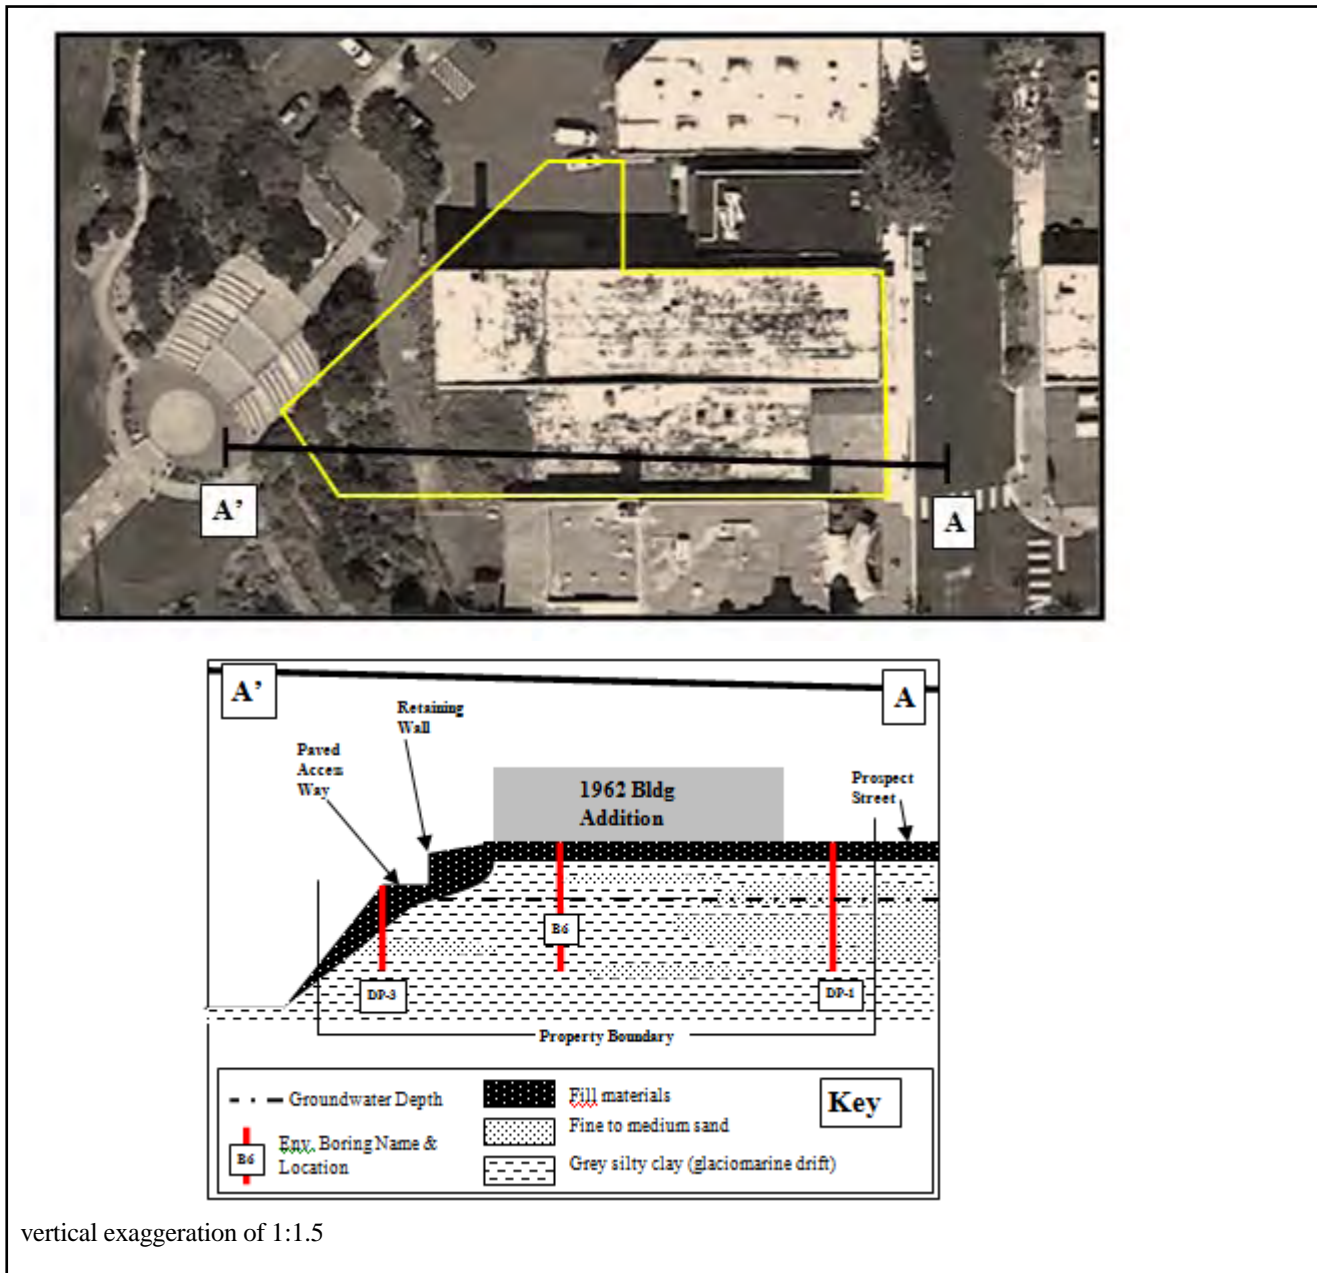 A’
A
A’
A
Retaining
Wall
Paved
Access
Way
1962 Bldg
Addition
Prospect
Street
B6
DP-3
DP-1
Property Boundary
Groundwater Depth
Fill materials
Key
Fine to medium sand
Env. Boring Name &
Location
B6
Grey silty clay (glaciomarine drift)
vertical exaggeration of 1:1.5